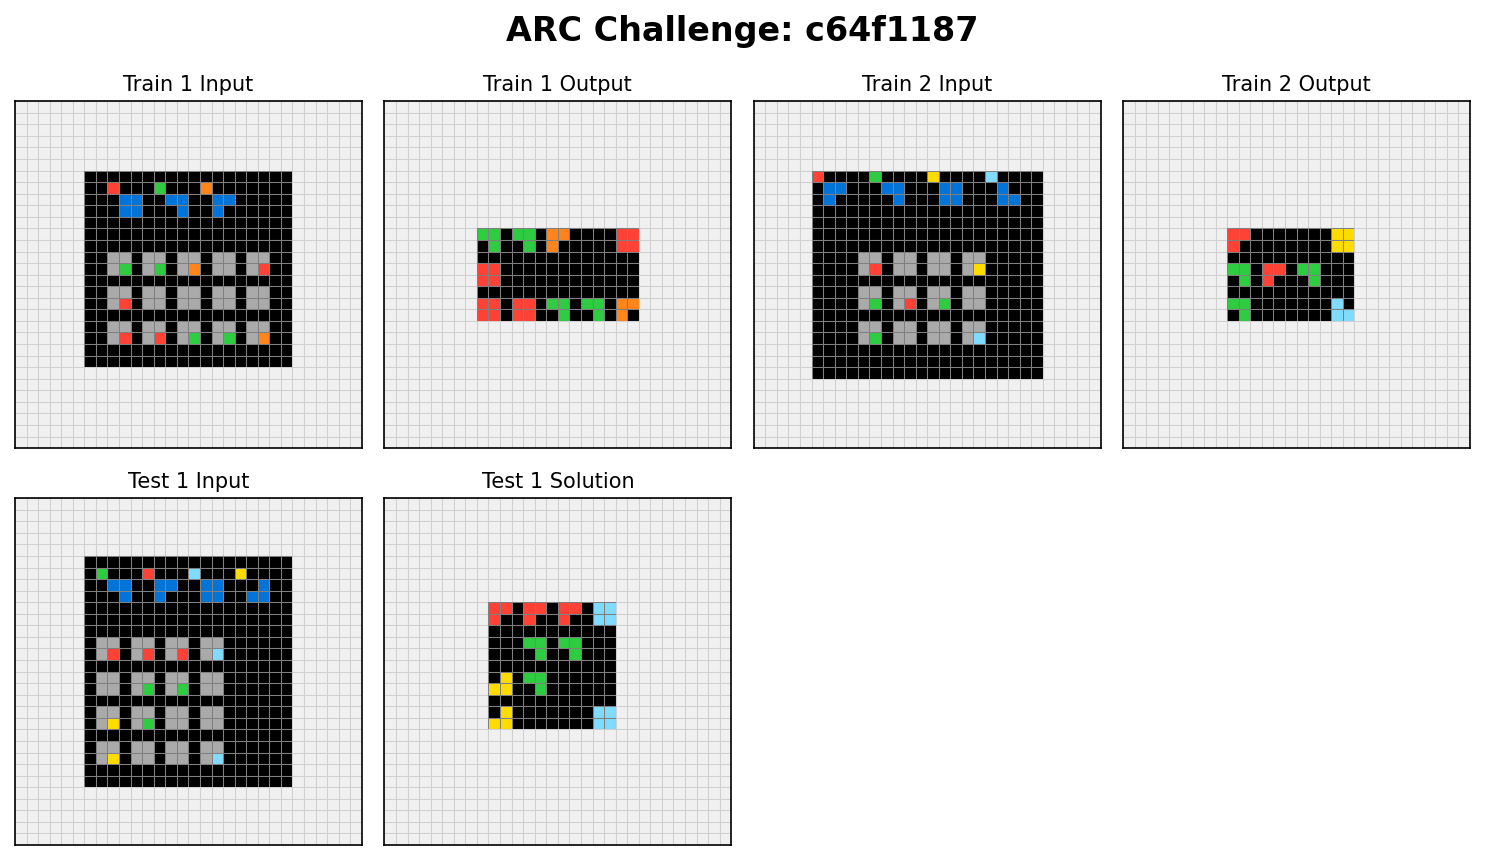 ARC Challenge: c64f1187
Train 1 Input
Train 1 Output
Train 2 Input
Train 2 Output
Test 1 Input
Test 1 Solution